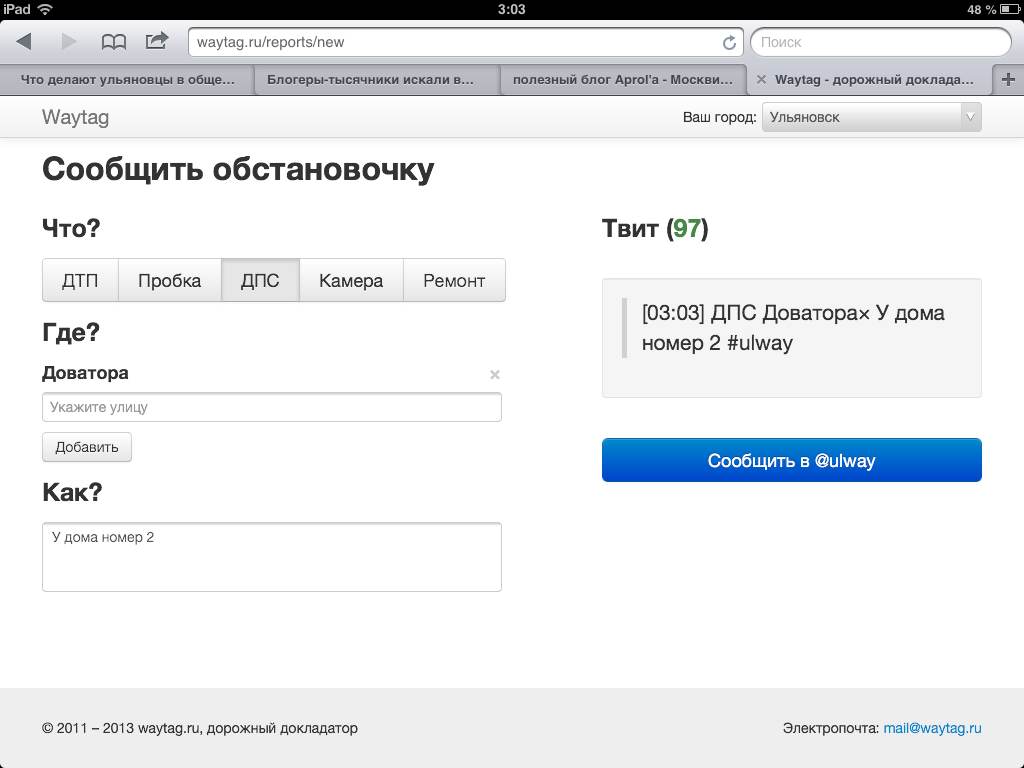 iPad 3:03 48 %
waytag.ru/reports/new Поиск
Что делают ульяновцы в обще... Блогеры-тысячники искали в... полезный блог Aprol'a - Москви... Waytag - дорожный доклада...
Waytag Ваш город: Ульяновск
Сообщить обстановочку
Что?
ДТП Пробка ДПС Камера Ремонт
Где?
Доватора ×
Укажите улицу
Добавить
Как?
У дома номер 2
Твит (97)
[03:03] ДПС Доватора× У дома
номер 2 #ulway
Сообщить в @ulway
© 2011 – 2013 waytag.ru, дорожный докладатор Электропочта: mail@waytag.ru